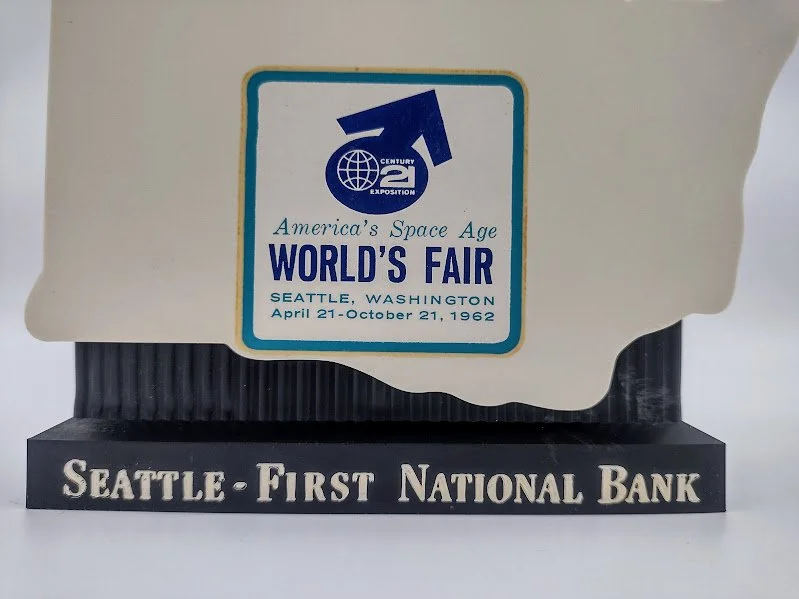 CENTURY
21
EXPOSITION
America's Space Age
WORLD'S FAIR
SEATTLE, WASHINGTON
April 21-October 21, 1962
SEATTLE-FIRST NATIONAL BANK